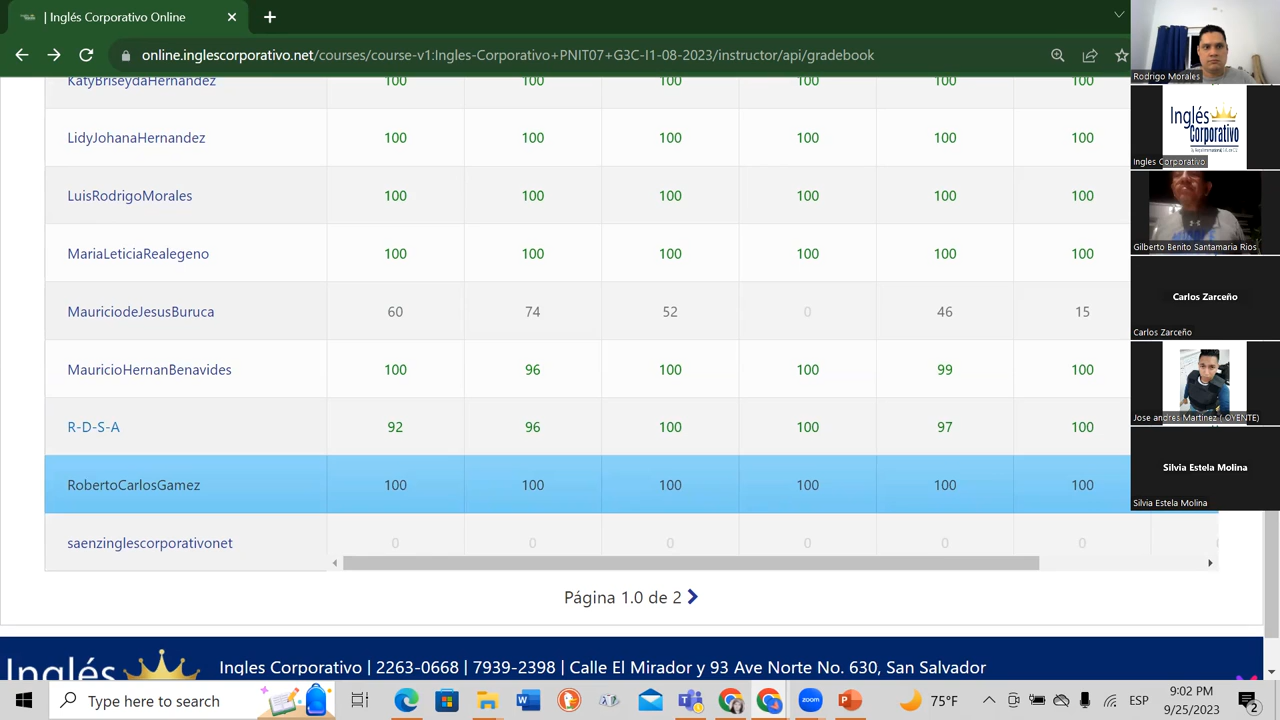 | Inglés Corporativo Online
online.inglescorporativo.net/courses/course-v1:Ingles-Corporativo+PNIT07+G3C-I1-08-2023/instructor/api/gradebook
KatyBriseydaHernandez 100 100 100 100 100 100
LidyJohanaHernandez 100 100 100 100 100 100
LuisRodrigoMorales 100 100 100 100 100 100
MariaLeticiaRealegeno 100 100 100 100 100 100
MauriciodeJesusBuruca 60 74 52 0 46 15
MauricioHernanBenavides 100 96 100 100 99 100
R-D-S-A 92 96 100 100 97 100
RobertoCarlosGamez 100 100 100 100 100 100
saenzinglescorporativonet 0 0 0 0 0 0
Página 1.0 de 2
Inglés
Ingles Corporativo | 2263-0668 | 7939-2398 | Calle El Mirador y 93 Ave Norte No. 630, San Salvador
Rodrigo Morales
Inglés
Corporativo
Ingles Corporativo
Gilberto Benito Santamaria Rios
Carlos Zarceño
Carlos Zarceño
Jose andres Martinez ( OYENTE)
Silvia Estela Molina
Silvia Estela Molina
Type here to search
zoom
75°F
ESP
9:02 PM
9/25/2023
2